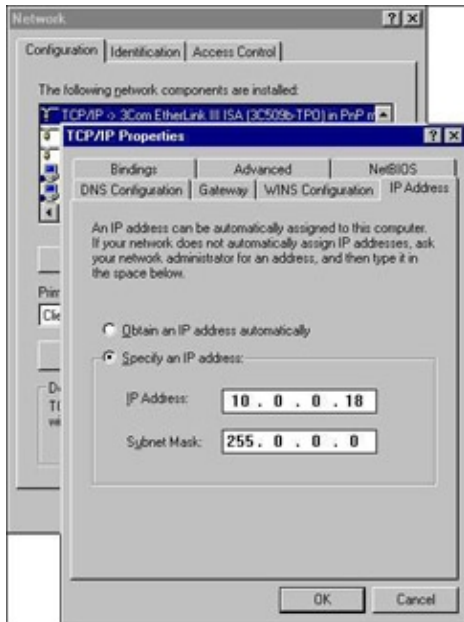 Network
Configuration Identification Access Control
The following network components are installed:
TCP/IP -> 3Com EtherLink III ISA (3C509b-TPO) in PnP m
TCP/IP Properties
Bindings Advanced NetBIOS
DNS Configuration Gateway WINS Configuration IP Address
An IP address can be automatically assigned to this computer.
If your network does not automatically assign IP addresses, ask
your network administrator for an address, and then type it in
the space below.
Prim
Clie
Obtain an IP address automatically
Specify an IP address:
IP Address: 10 . 0 . 0 . 18
Subnet Mask: 255 . 0 . 0 . 0
OK Cancel